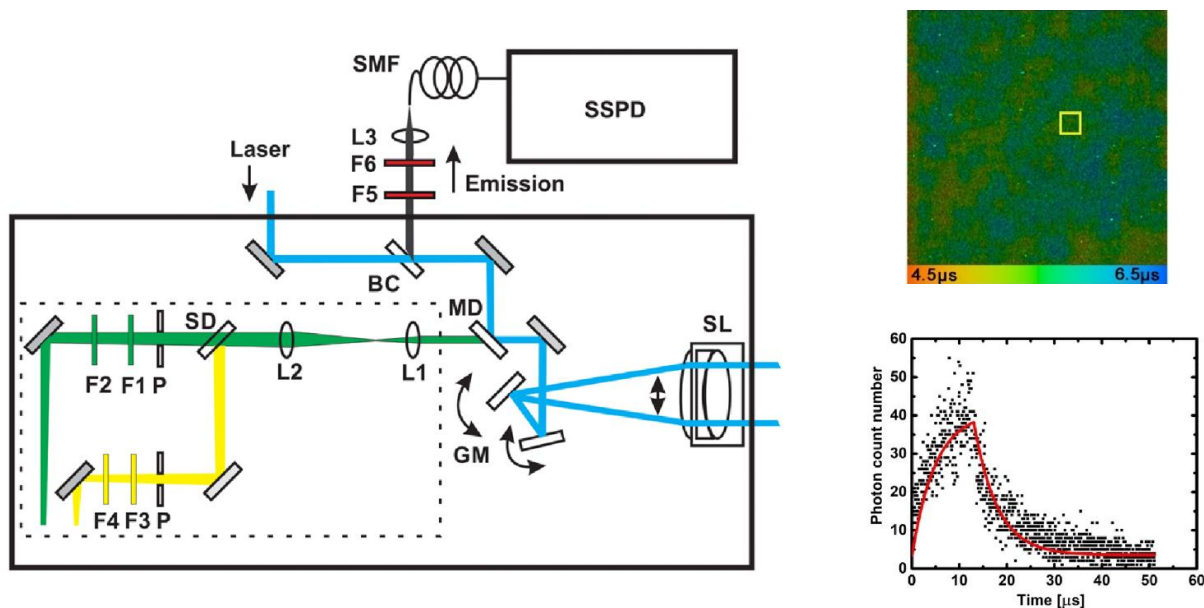 SMF
SSPD
L3
Laser
F6
Emission
F5
BC
MD
SD
SL
F2 F1 P
L2
L1
GM
F4 F3 P
4.5µs 6.5µs
Photon count number
60
50
40
30
20
10
0
0 10 20 30 40 50 60
Time [µs]